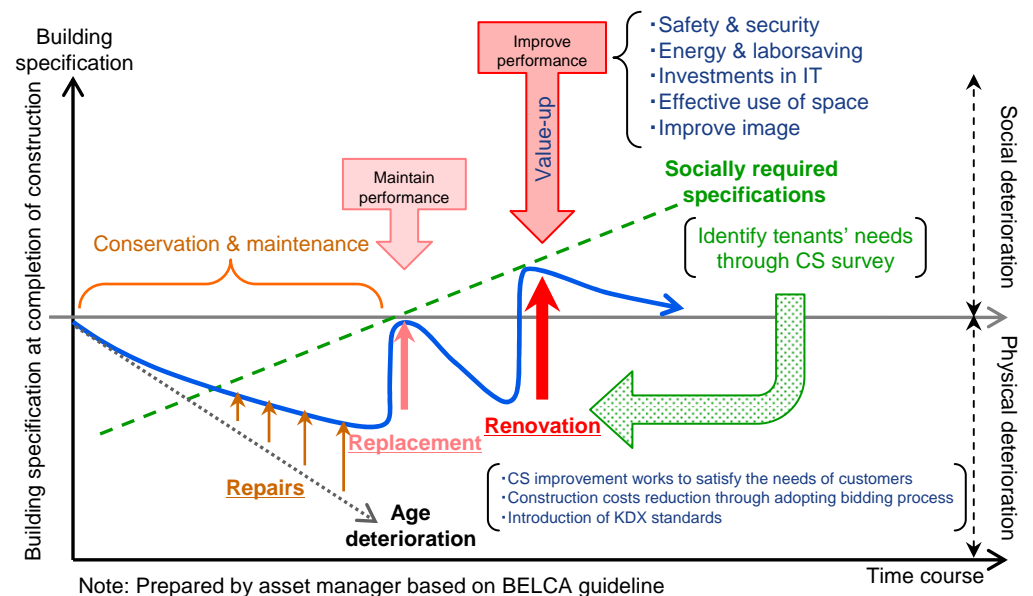 Building
specification
Building specification at completion of construction
Improve
performance
Value-up
・Safety & security
・Energy & laborsaving
・Investments in IT
・Effective use of space
・Improve image
Social deterioration
Maintain
performance
Socially required
specifications
Conservation & maintenance
Identify tenants’ needs
through CS survey
Physical deterioration
Replacement
Renovation
Repairs
Age
deterioration
・CS improvement works to satisfy the needs of customers
・Construction costs reduction through adopting bidding process
・Introduction of KDX standards
Time course
Note: Prepared by asset manager based on BELCA guideline